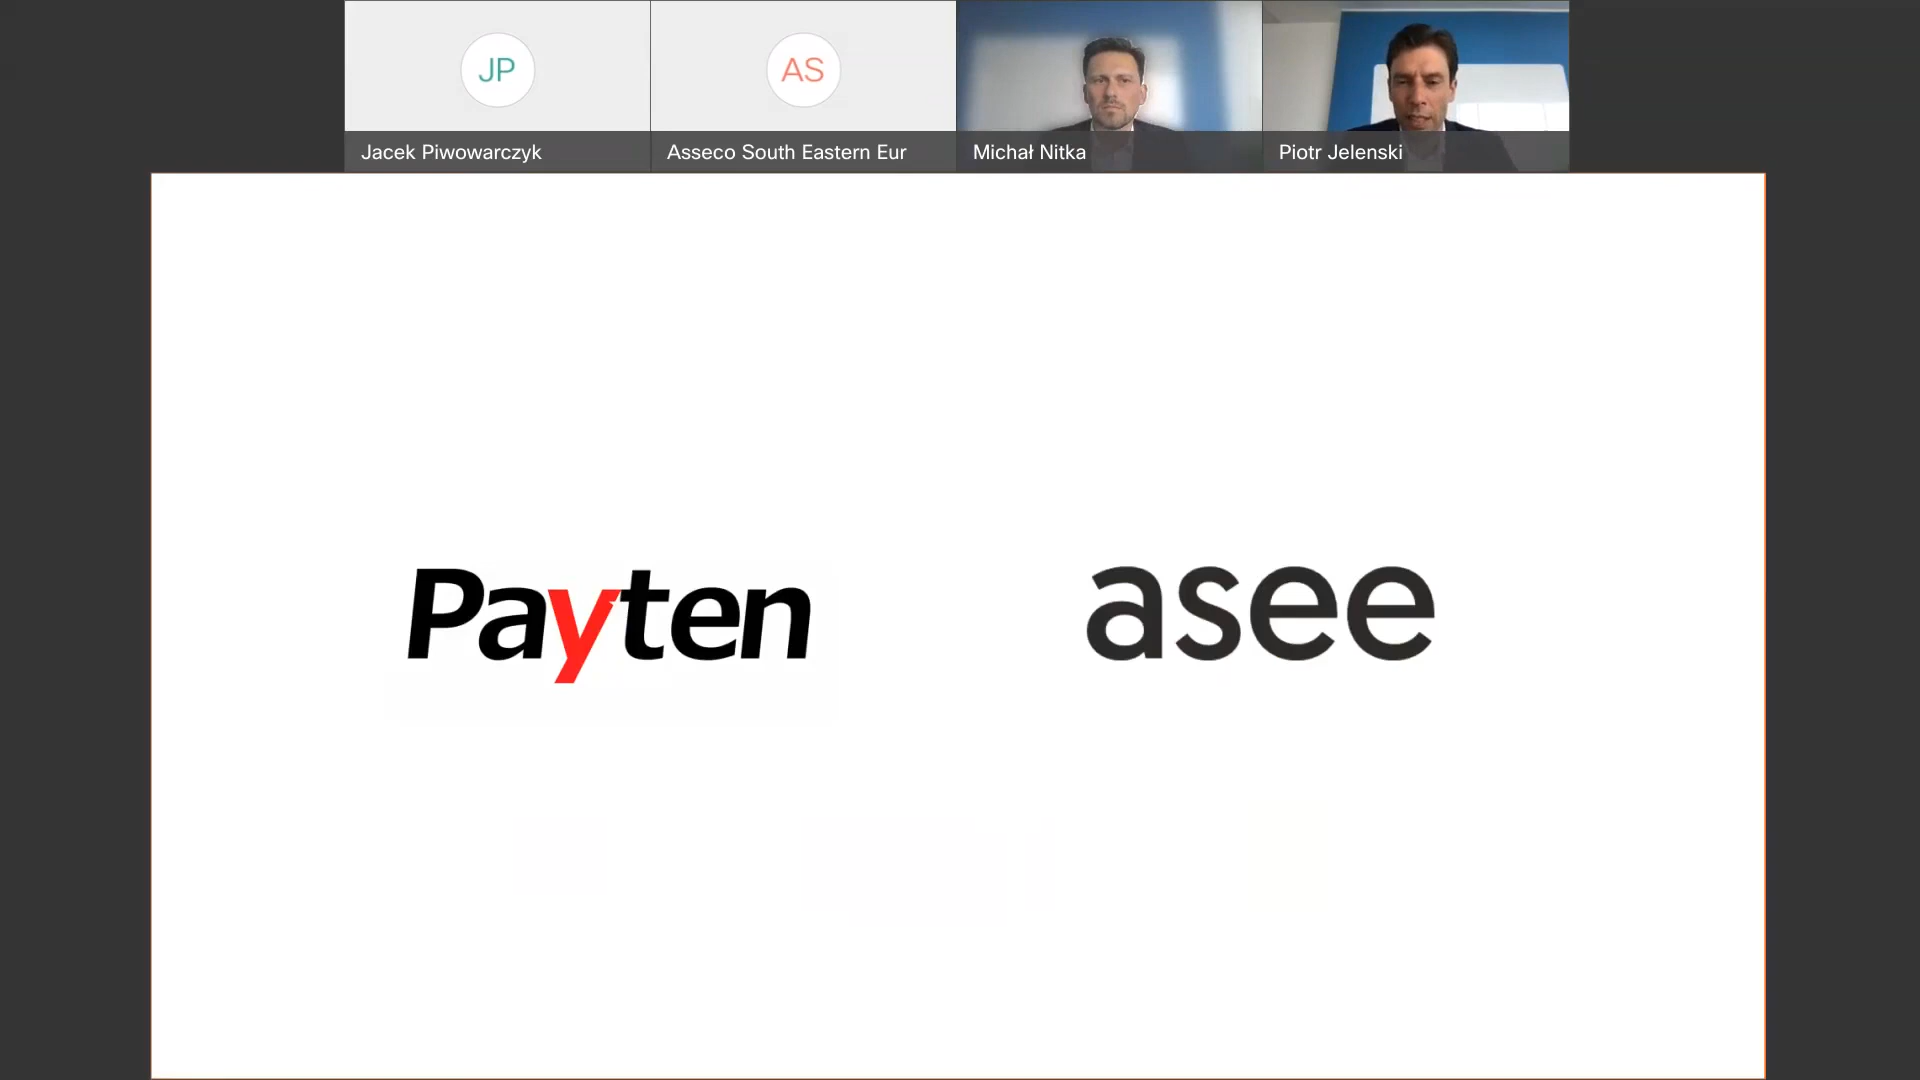 JP
AS
Jacek Piwowarczyk
Asseco South Eastern Eur
Michał Nitka
Piotr Jelenski
Payten
asee